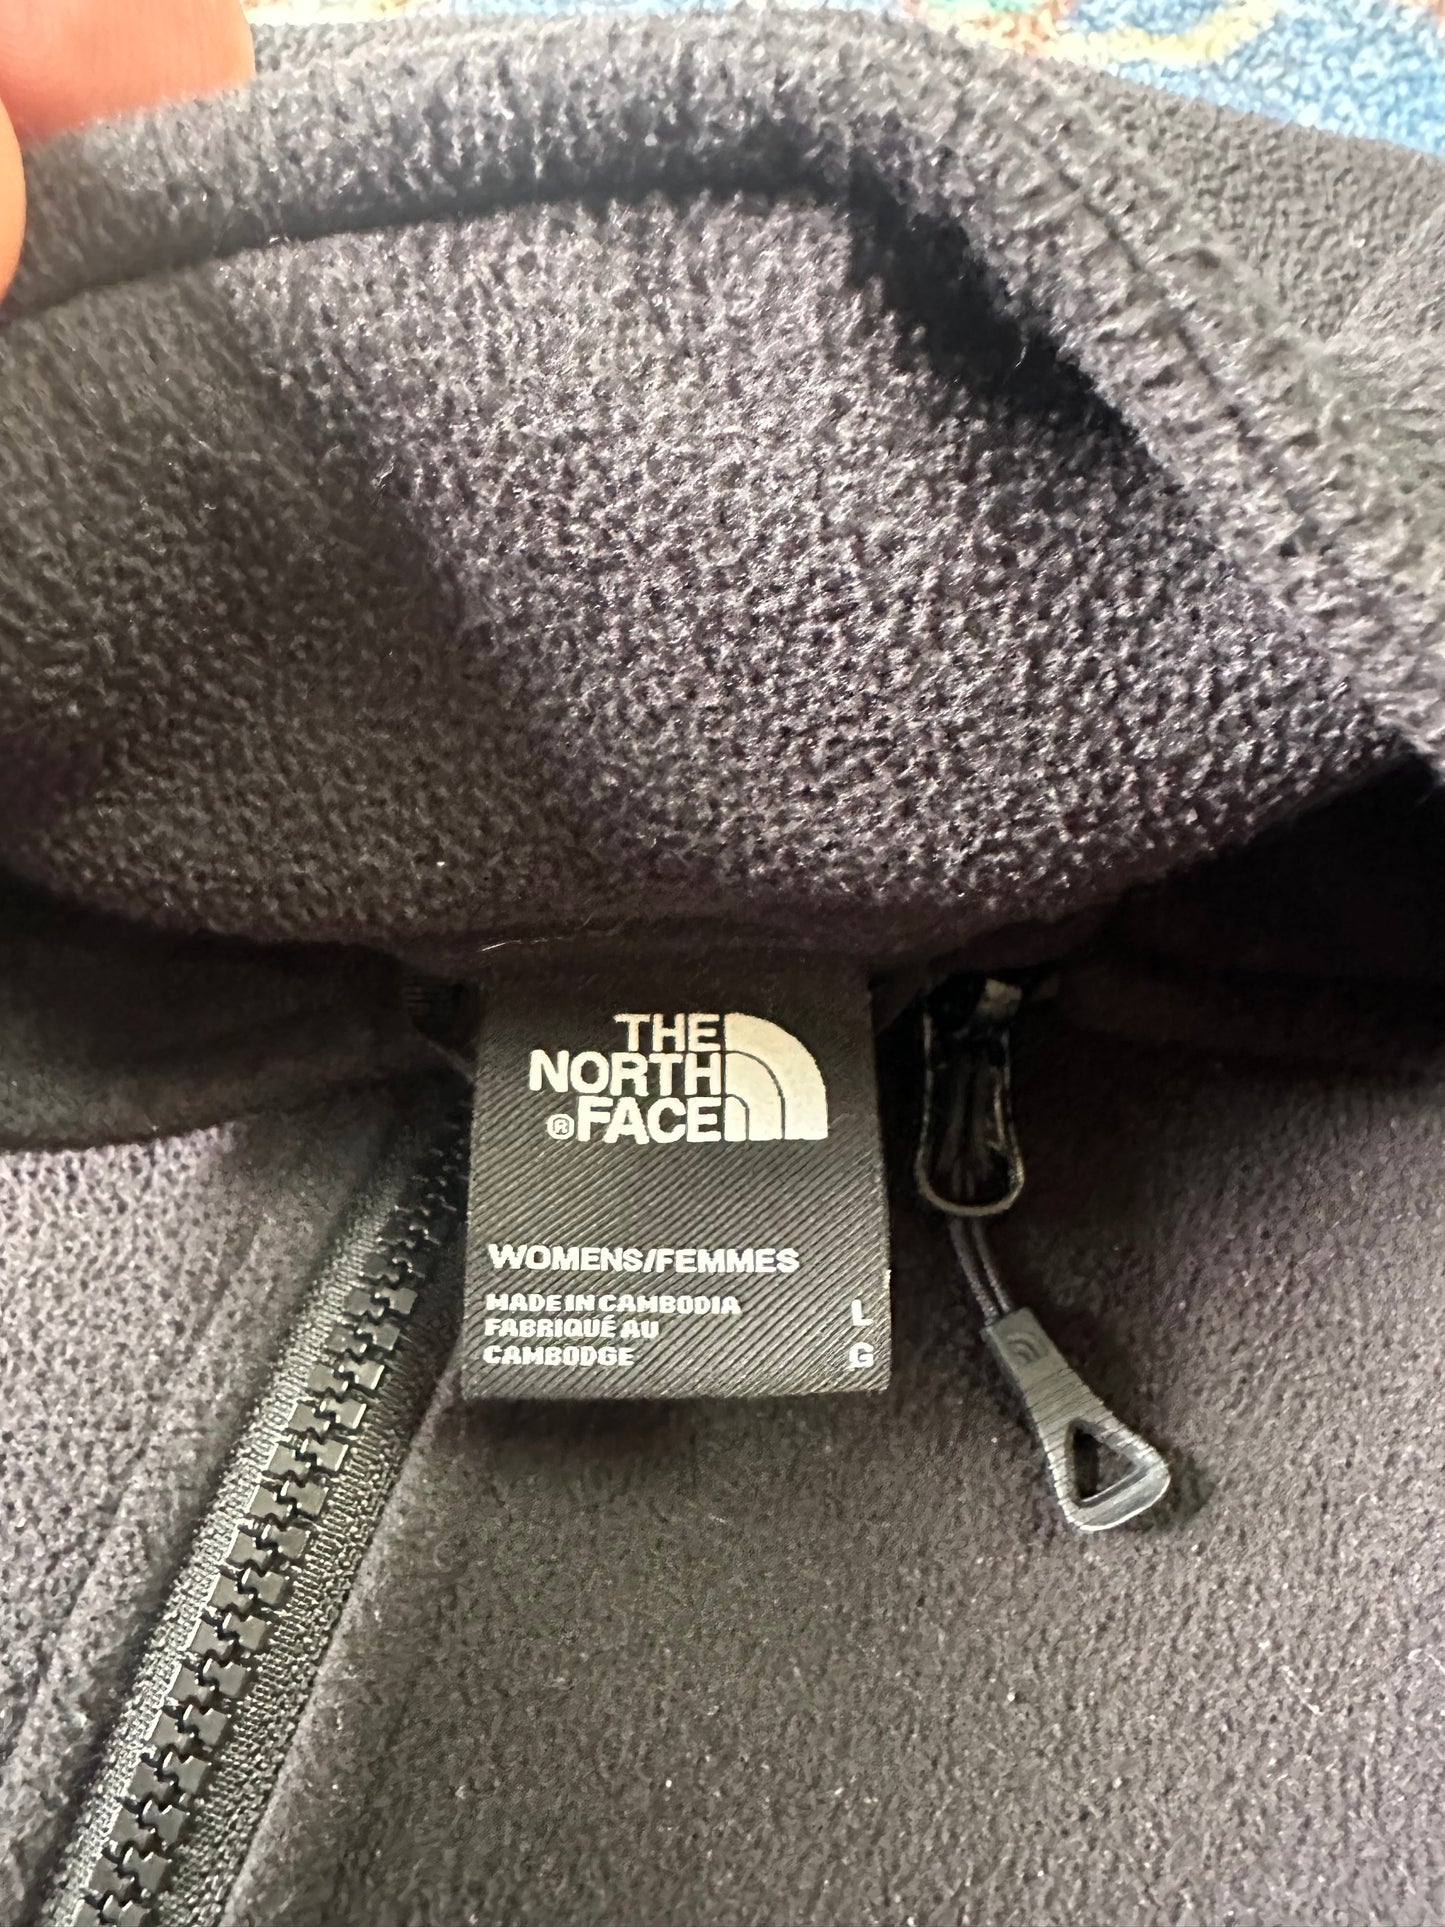 THE
NORTH
®FACE
WOMENS/FEMMES
MADE IN CAMBODIA L
FABRIQUÉ AU
CAMBODGE G